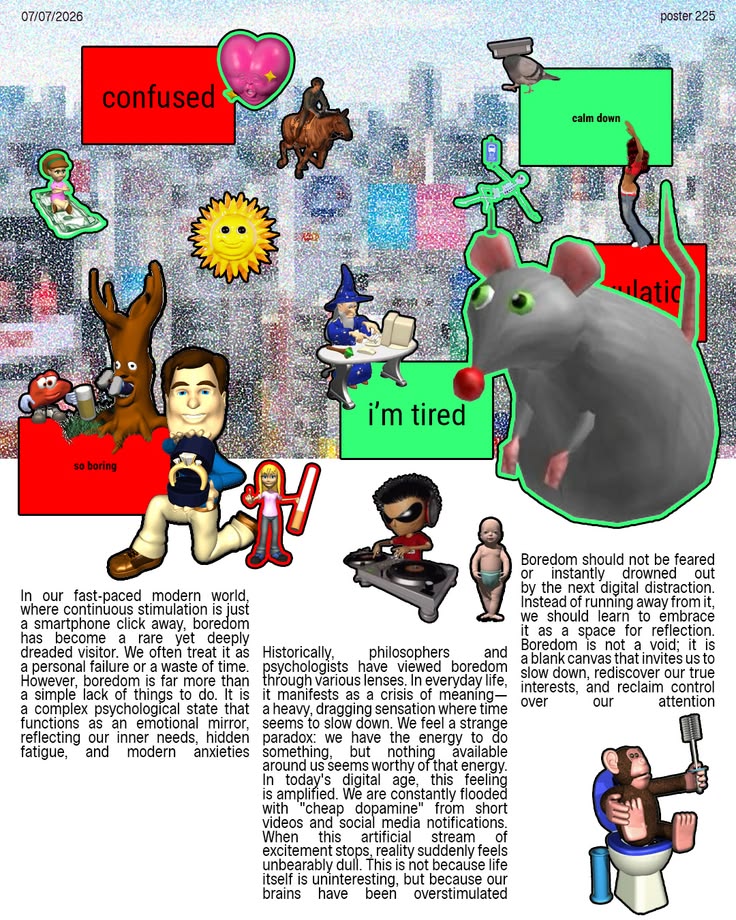 07/07/2026
poster 225
confused
calm down
ulatio
i'm tired
so boring
In our fast-paced modern world,
where continuous stimulation is just
a smartphone click away, boredom
has become a rare yet deeply
dreaded visitor. We often treat it as
a personal failure or a waste of time.
However, boredom is far more than
a simple lack of things to do. It is
a complex psychological state that
functions as an emotional mirror,
reflecting our inner needs, hidden
fatigue, and modern anxieties
Historically, philosophers and
psychologists have viewed boredom
through various lenses. In everyday life,
it manifests as a crisis of meaning—
a heavy, dragging sensation where time
seems to slow down. We feel a strange
paradox: we have the energy to do
something, but nothing available
around us seems worthy of that energy.
In today's digital age, this feeling
is amplified. We are constantly flooded
with "cheap dopamine" from short
videos and social media notifications.
When this artificial stream of
excitement stops, reality suddenly feels
unbearably dull. This is not because life
itself is uninteresting, but because our
brains have been overstimulated
Boredom should not be feared
or instantly drowned out
by the next digital distraction.
Instead of running away from it,
we should learn to embrace
it as a space for reflection.
Boredom is not a void; it is
a blank canvas that invites us to
slow down, rediscover our true
interests, and reclaim control
over our attention